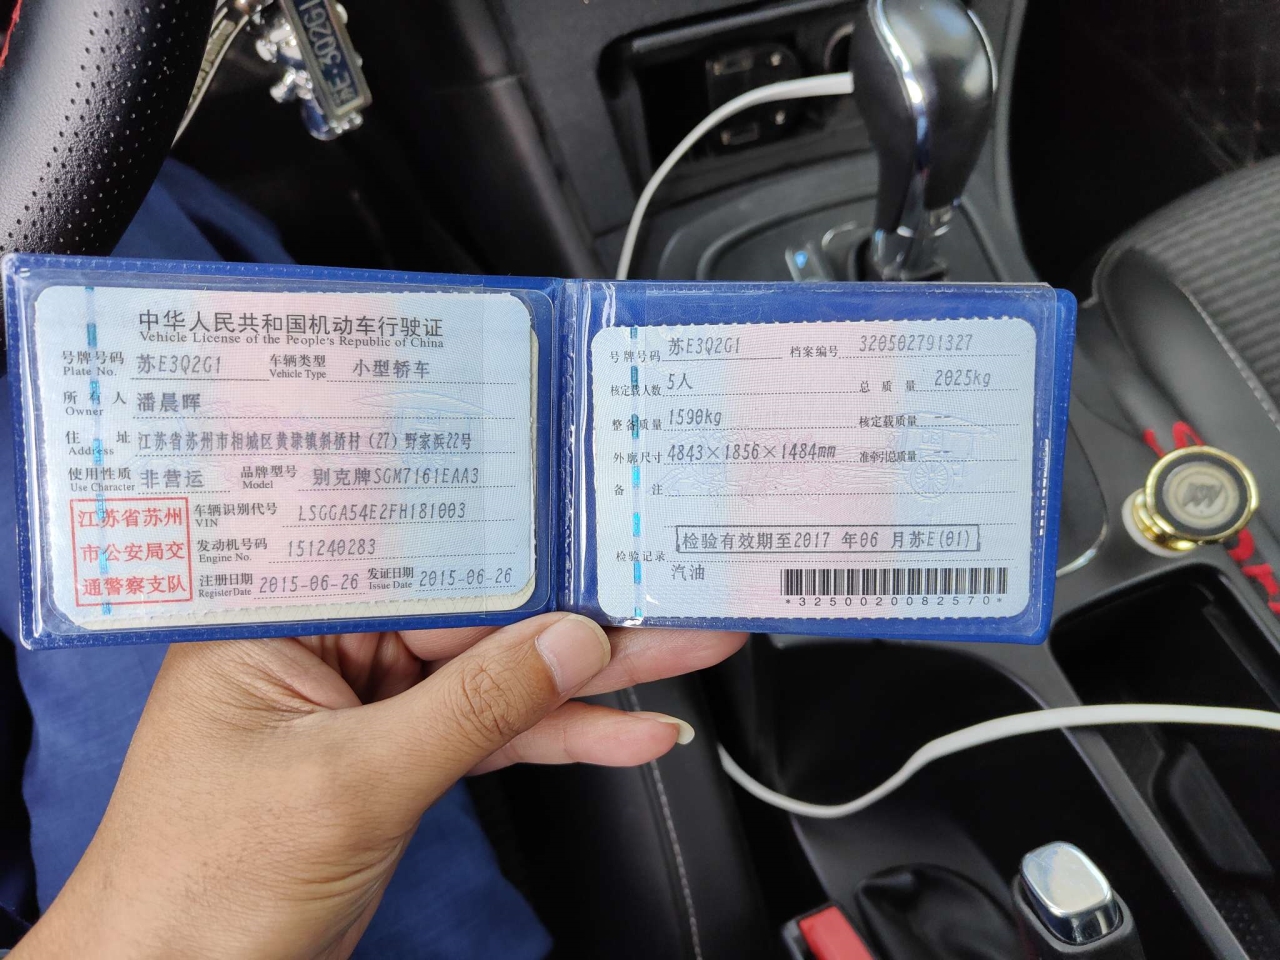 苏E·3Q2G1
中华人民共和国机动车行驶证
Vehicle License of the People's Republic of China
号牌号码 Plate No. 苏E3Q2G1 车辆类型 Vehicle Type 小型轿车
所有人 Owner 潘晨晖
住址 Address 江苏省苏州市相城区黄埭镇斜桥村(27)野家浜22号
使用性质 Use Character 非营运 品牌型号 Model 别克牌SGM7161EAA3
江苏省苏州
市公安局交
通警察支队
车辆识别代号 VIN LSGGA54E2FH181003
发动机号码 Engine No. 151240283
注册日期 Register Date 2015-06-26 发证日期 Issue Date 2015-06-26
号牌号码 苏E3Q2G1 档案编号 320502791327
核定载人数 5人 总质量 2025kg
整备质量 1590kg 核定载质量
外廓尺寸 4843×1856×1484mm 准牵引总质量
备注
检验有效期至2017 年06 月苏E(01)
检验记录
汽油
*3250020082570*